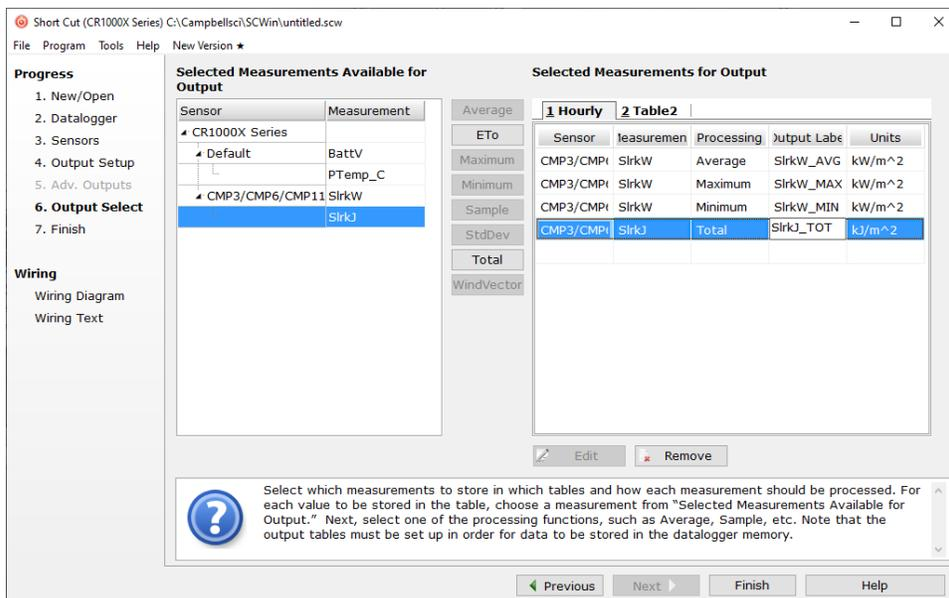 Short Cut (CR1000X Series) C:\Campbellsci\SCWin\untitled.scw
File Program Tools Help New Version ★
Progress
1. New/Open
2. Datalogger
3. Sensors
4. Output Setup
5. Adv. Outputs
6. Output Select
7. Finish
Wiring
Wiring Diagram
Wiring Text
Selected Measurements Available for
Output
Sensor Measurement
CR1000X Series
Default BattV
PTemp_C
CMP3/CMP6/CMP11 SlrkW
SlrkJ
Average
ETo
Maximum
Minimum
Sample
StdDev
Total
WindVector
Selected Measurements for Output
1 Hourly 2 Table2
Sensor Measuremen Processing Output Labe Units
CMP3/CMP6 SlrkW Average SlrkW_AVG kW/m^2
CMP3/CMP6 SlrkW Maximum SlrkW_MAX kW/m^2
CMP3/CMP6 SlrkW Minimum SlrkW_MIN kW/m^2
CMP3/CMP6 SlrkJ Total SlrkJ_TOT kJ/m^2
Edit Remove
Select which measurements to store in which tables and how each measurement should be processed. For
each value to be stored in the table, choose a measurement from “Selected Measurements Available for
Output.” Next, select one of the processing functions, such as Average, Sample, etc. Note that the
output tables must be set up in order for data to be stored in the datalogger memory.
Previous Next Finish Help